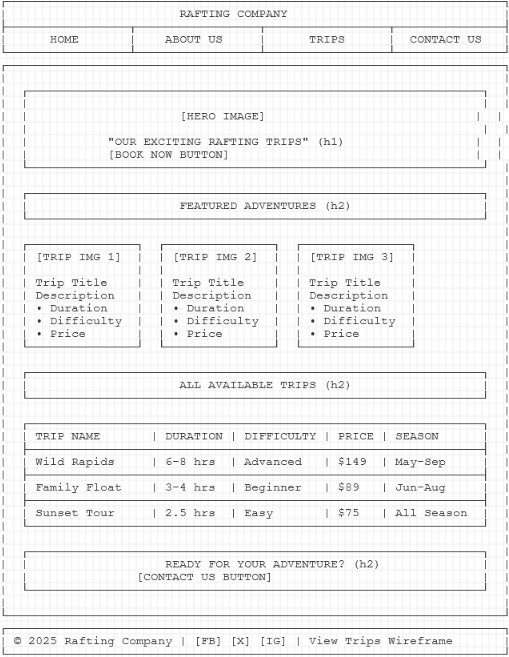 RAFTING COMPANY
HOME | ABOUT US | TRIPS | CONTACT US
[HERO IMAGE]
"OUR EXCITING RAFTING TRIPS" (h1)
[BOOK NOW BUTTON]
FEATURED ADVENTURES (h2)
[TRIP IMG 1] [TRIP IMG 2] [TRIP IMG 3]
Trip Title Trip Title Trip Title
Description Description Description
• Duration • Duration • Duration
• Difficulty • Difficulty • Difficulty
• Price • Price • Price
ALL AVAILABLE TRIPS (h2)
TRIP NAME | DURATION | DIFFICULTY | PRICE | SEASON
Wild Rapids | 6-8 hrs | Advanced | $149 | May-Sep
Family Float | 3-4 hrs | Beginner | $89 | Jun-Aug
Sunset Tour | 2.5 hrs | Easy | $75 | All Season
READY FOR YOUR ADVENTURE? (h2)
[CONTACT US BUTTON]
© 2025 Rafting Company | [FB] [X] [IG] | View Trips Wireframe